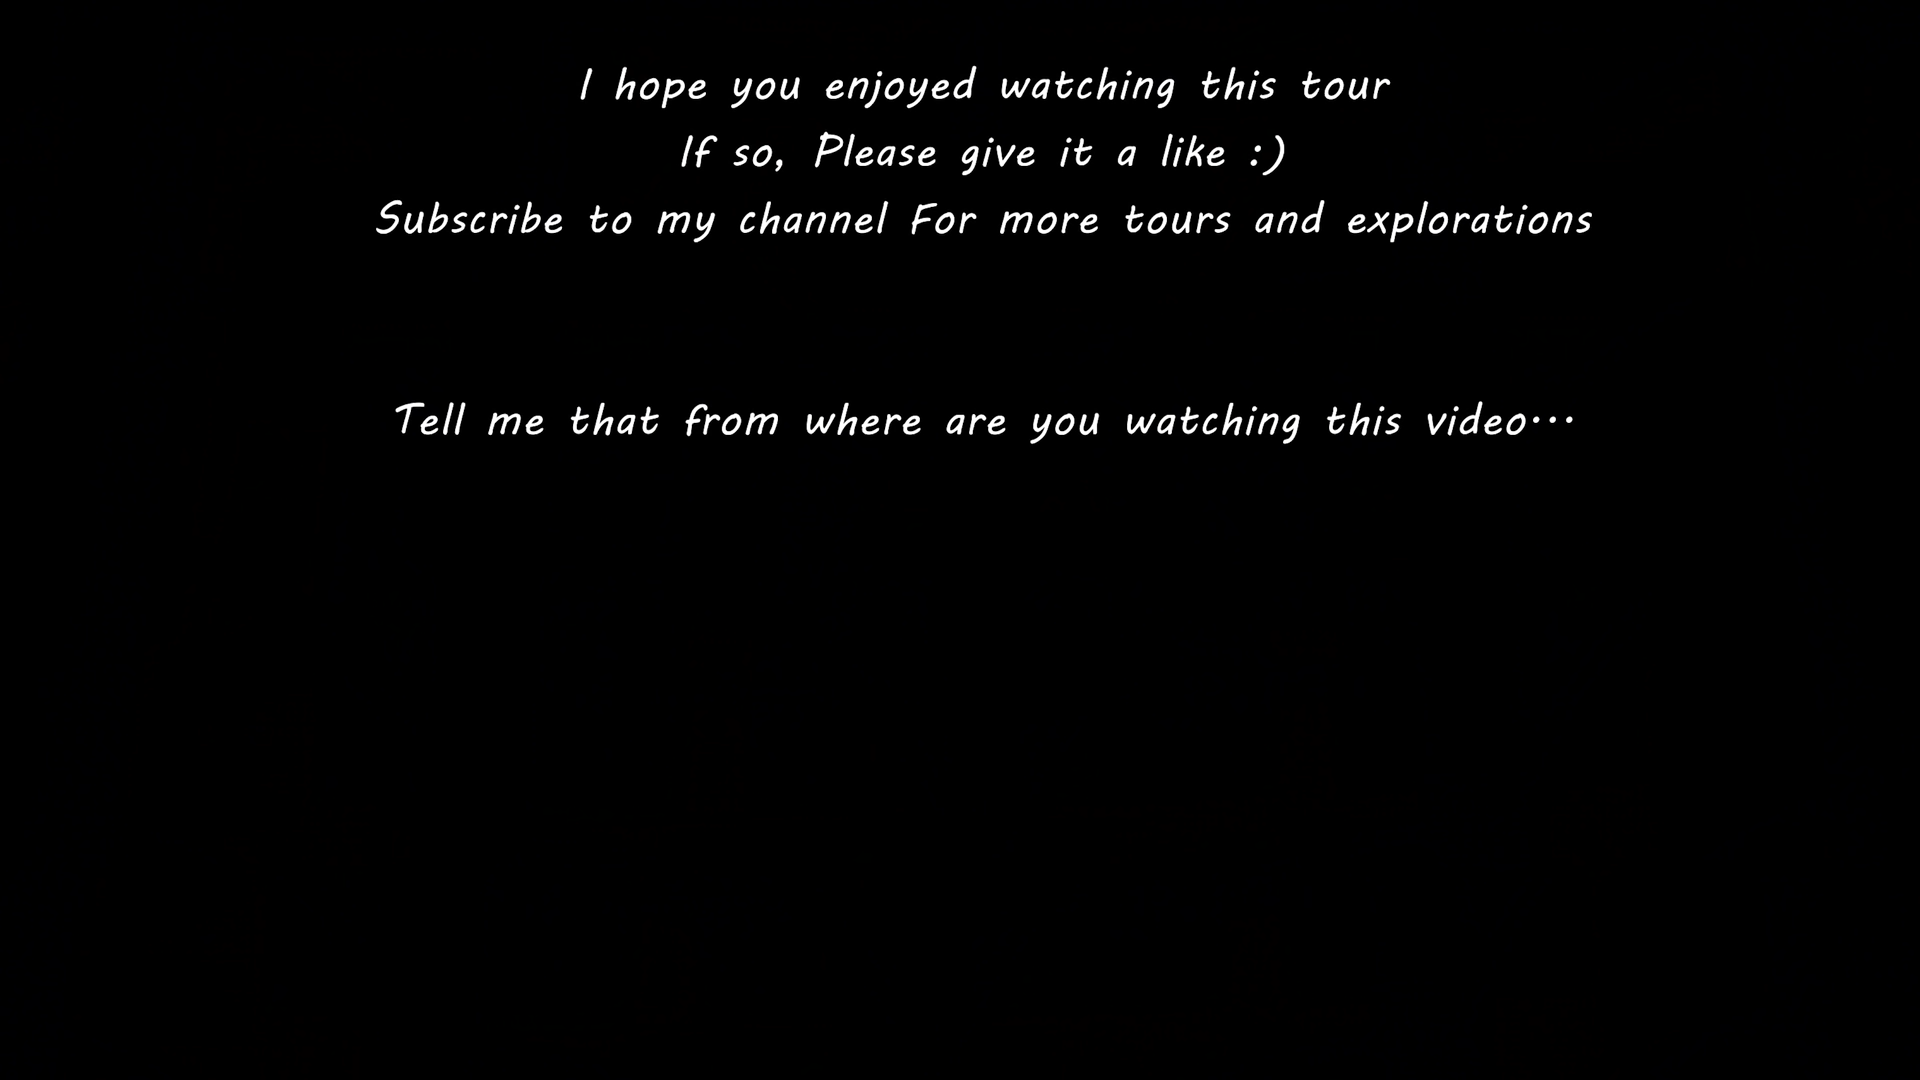 I hope you enjoyed watching this tour
If so, Please give it a like :)
Subscribe to my channel For more tours and explorations
Tell me that from where are you watching this video...